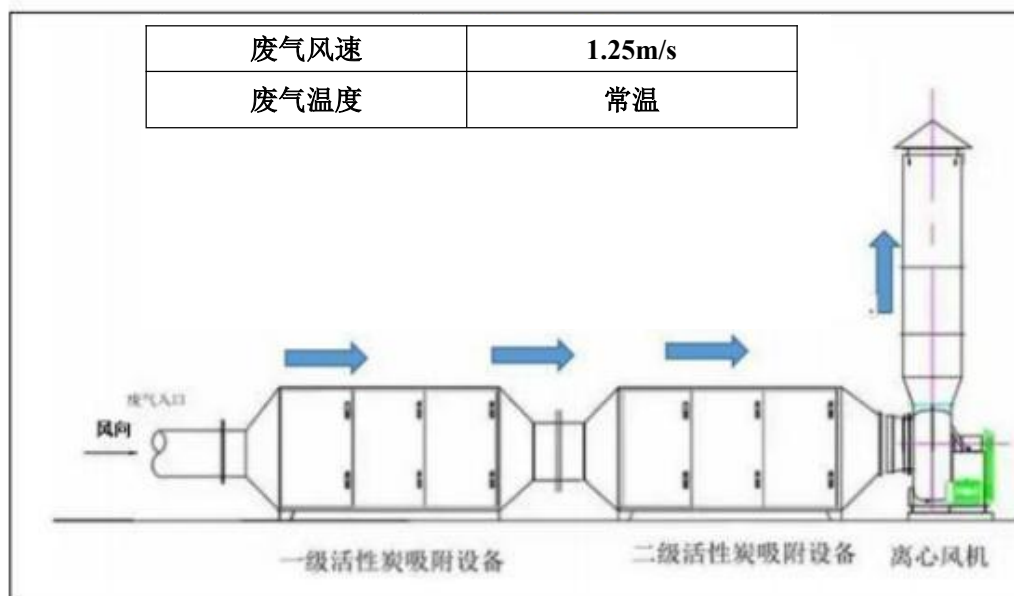 废气风速 1.25m/s
废气温度 常温
废气入口
风向
一级活性炭吸附设备
二级活性炭吸附设备
离心风机